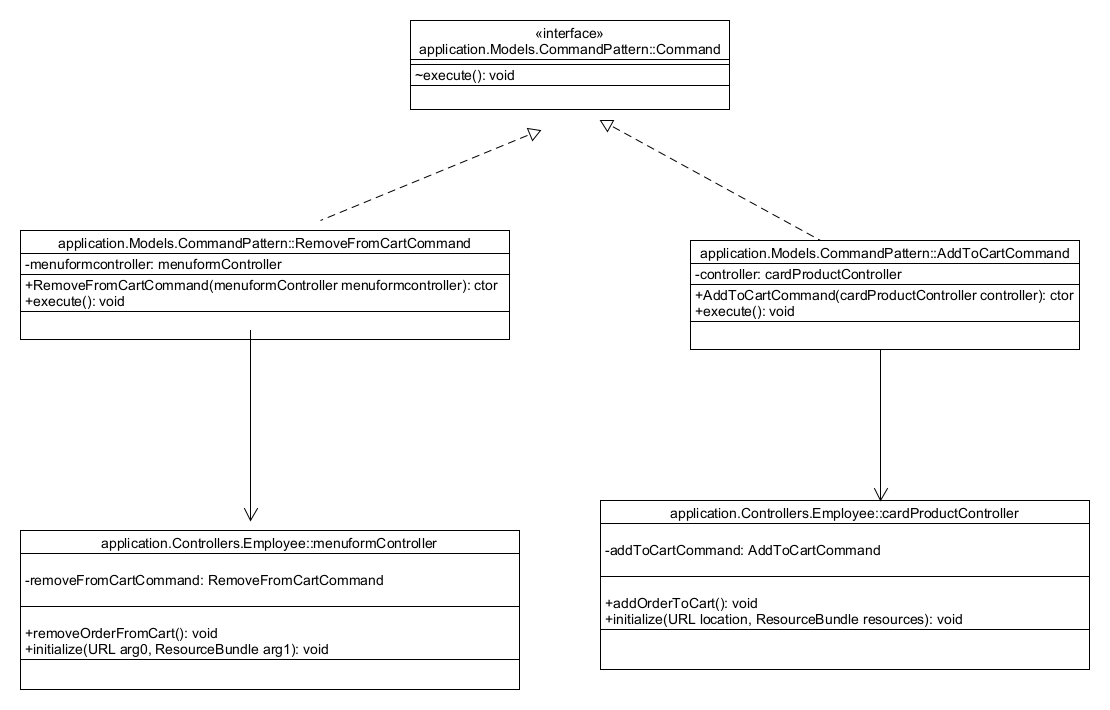 «interface»
application.Models.CommandPattern::Command
~execute(): void
application.Models.CommandPattern::RemoveFromCartCommand
-menuformcontroller: menuformController
+RemoveFromCartCommand(menuformController menuformcontroller): ctor
+execute(): void
application.Models.CommandPattern::AddToCartCommand
-controller: cardProductController
+AddToCartCommand(cardProductController controller): ctor
+execute(): void
application.Controllers.Employee::menuformController
-removeFromCartCommand: RemoveFromCartCommand
+removeOrderFromCart(): void
+initialize(URL arg0, ResourceBundle arg1): void
application.Controllers.Employee::cardProductController
-addToCartCommand: AddToCartCommand
+addOrderToCart(): void
+initialize(URL location, ResourceBundle resources): void